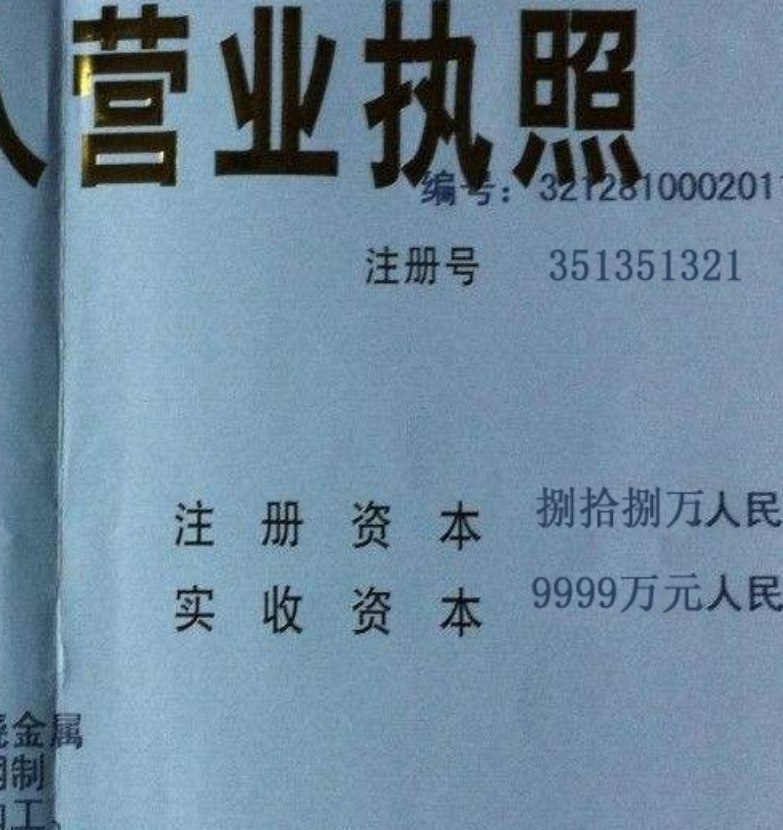 人营业执照
编号：321281000201
注册号 351351321
注册资本 捌拾捌万人民
实收资本 9999万元人民
金属
制
工。